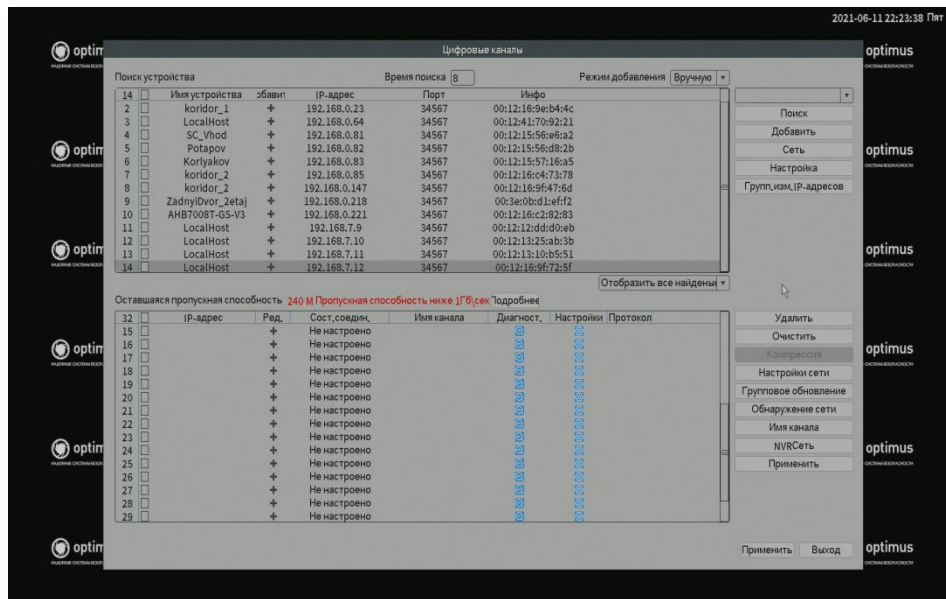 2021-06-11 22:23:38 Пят
optimus
Цифровые каналы
Поиск устройства Время поиска 8 Режим добавления Вручную
14 Имя устройства обавит IP-адрес Порт Инфо
2 koridor_1 + 192.168.0.23 34567 00:12:16:9e:b4:4c
3 LocalHost + 192.168.0.64 34567 00:12:41:70:92:21
4 SC_Vhod + 192.168.0.81 34567 00:12:15:56:e6:a2
5 Potapov + 192.168.0.82 34567 00:12:15:56:d8:2b
6 Korlyakov + 192.168.0.83 34567 00:12:15:57:16:a5
7 koridor_2 + 192.168.0.85 34567 00:12:16:c4:73:78
8 koridor_2 + 192.168.0.147 34567 00:12:16:9f:47:6d
9 ZadnyiDvor_2etaj + 192.168.0.218 34567 00:3e:0b:d1:ef:f2
10 AHB7008T-GS-V3 + 192.168.0.221 34567 00:12:16:c2:82:83
11 LocalHost + 192.168.7.9 34567 00:12:12:dd:d0:eb
12 LocalHost + 192.168.7.10 34567 00:12:13:25:ab:3b
13 LocalHost + 192.168.7.11 34567 00:12:13:10:b5:51
14 LocalHost + 192.168.7.12 34567 00:12:16:9f:72:5f
Поиск
Добавить
Сеть
Настройка
Групп.изм.IP-адресов
Отобразить все найдены
Оставшаяся пропускная способность 240 M Пропускная способность ниже 1Гб\сек Подробнее
32 IP-адрес Ред. Сост.соедин. Имя канала Диагност. Настройки Протокол
15 + Не настроено
16 + Не настроено
17 + Не настроено
18 + Не настроено
19 + Не настроено
20 + Не настроено
21 + Не настроено
22 + Не настроено
23 + Не настроено
24 + Не настроено
25 + Не настроено
26 + Не настроено
27 + Не настроено
28 + Не настроено
29 + Не настроено
Удалить
Очистить
Компрессия
Настройки сети
Групповое обновление
Обнаружение сети
Имя канала
NVRСеть
Применить
Применить Выход
optim
optimus
optim
optimus
optimus
optim
optimus
optim
optimus
optim
optimus